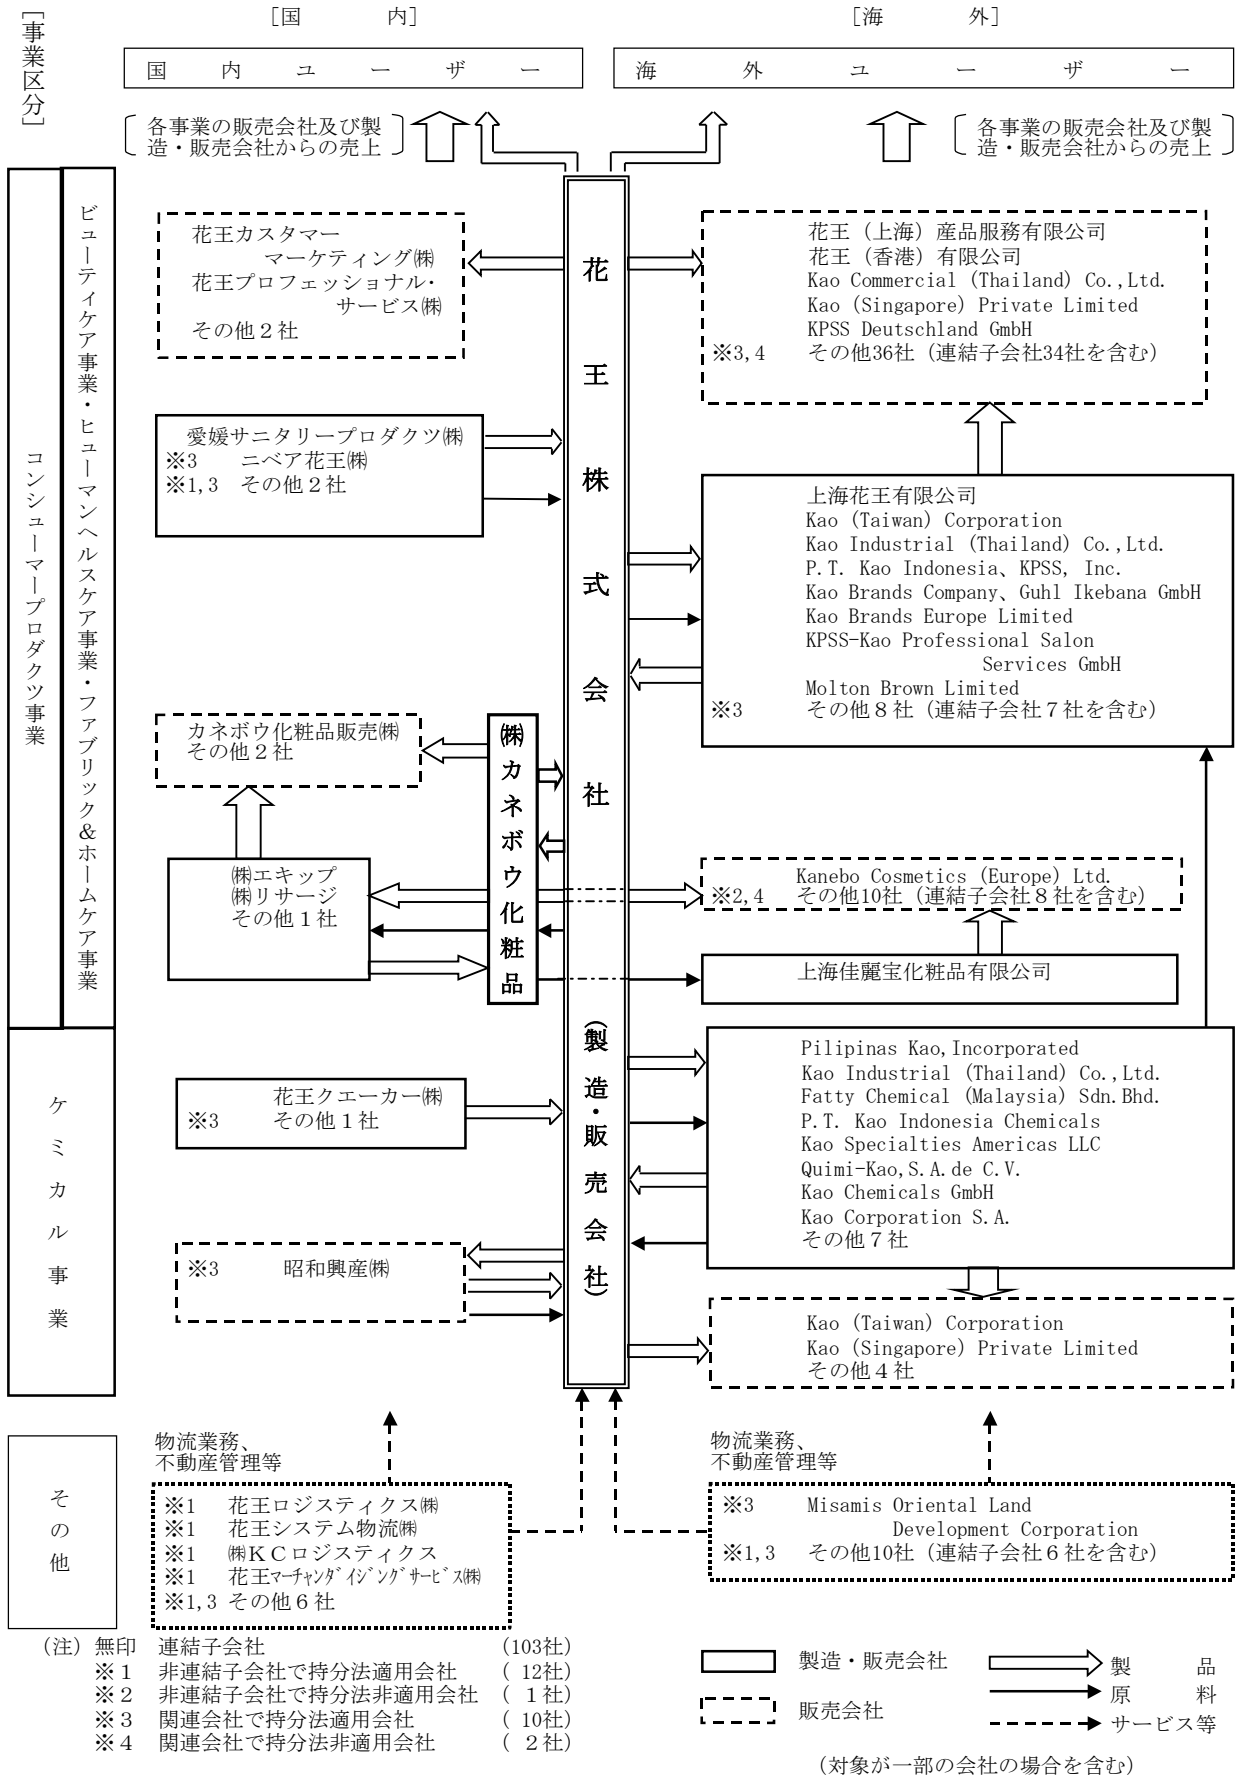 [事業区分]
[国　　内]
[海　　外]
国内ユーザー
海外ユーザー
各事業の販売会社及び製
造・販売会社からの売上
各事業の販売会社及び製
造・販売会社からの売上
コンシューマープロダクツ事業
ビューティケア事業・ヒューマンヘルスケア事業・ファブリック&ホームケア事業
花王カスタマー
マーケティング㈱
花王プロフェッショナル・
サービス㈱
その他２社
花王株式会社（製造・販売会社）
花王（上海）産品服務有限公司
花王（香港）有限公司
Kao Commercial (Thailand) Co.,Ltd.
Kao (Singapore) Private Limited
KPSS Deutschland GmbH
※3,4 その他36社（連結子会社34社を含む）
愛媛サニタリープロダクツ㈱
※3 ニベア花王㈱
※1,3 その他２社
上海花王有限公司
Kao (Taiwan) Corporation
Kao Industrial (Thailand) Co.,Ltd.
P.T. Kao Indonesia、KPSS, Inc.
Kao Brands Company、Guhl Ikebana GmbH
Kao Brands Europe Limited
KPSS-Kao Professional Salon
Services GmbH
Molton Brown Limited
※3 その他８社（連結子会社７社を含む）
カネボウ化粧品販売㈱
その他２社
㈱カネボウ化粧品
㈱エキップ
㈱リサージ
その他１社
Kanebo Cosmetics (Europe) Ltd.
※2,4 その他10社（連結子会社８社を含む）
上海佳麗宝化粧品有限公司
ケミカル事業
花王クエーカー㈱
※3 その他１社
Pilipinas Kao,Incorporated
Kao Industrial (Thailand) Co.,Ltd.
Fatty Chemical (Malaysia) Sdn.Bhd.
P.T. Kao Indonesia Chemicals
Kao Specialties Americas LLC
Quimi-Kao,S.A.de C.V.
Kao Chemicals GmbH
Kao Corporation S.A.
その他７社
※3 昭和興産㈱
Kao (Taiwan) Corporation
Kao (Singapore) Private Limited
その他４社
その他
物流業務、
不動産管理等
※1 花王ロジスティクス㈱
※1 花王システム物流㈱
※1 ㈱ＫＣロジスティクス
※1 花王ﾏｰﾁｬﾝﾀﾞｲｼﾞﾝｸﾞｻｰﾋﾞｽ㈱
※1,3 その他６社
物流業務、
不動産管理等
※3 Misamis Oriental Land
Development Corporation
※1,3 その他10社（連結子会社６社を含む）
（注）無印 連結子会社 (103社)
※１ 非連結子会社で持分法適用会社 ( 12社)
※２ 非連結子会社で持分法非適用会社 ( 1社)
※３ 関連会社で持分法適用会社 ( 10社)
※４ 関連会社で持分法非適用会社 ( 2社)
製造・販売会社
販売会社
製　　品
原　　料
サービス等
（対象が一部の会社の場合を含む）